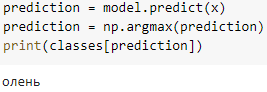 prediction = model.predict(x)
prediction = np.argmax(prediction)
print(classes[prediction])
олень